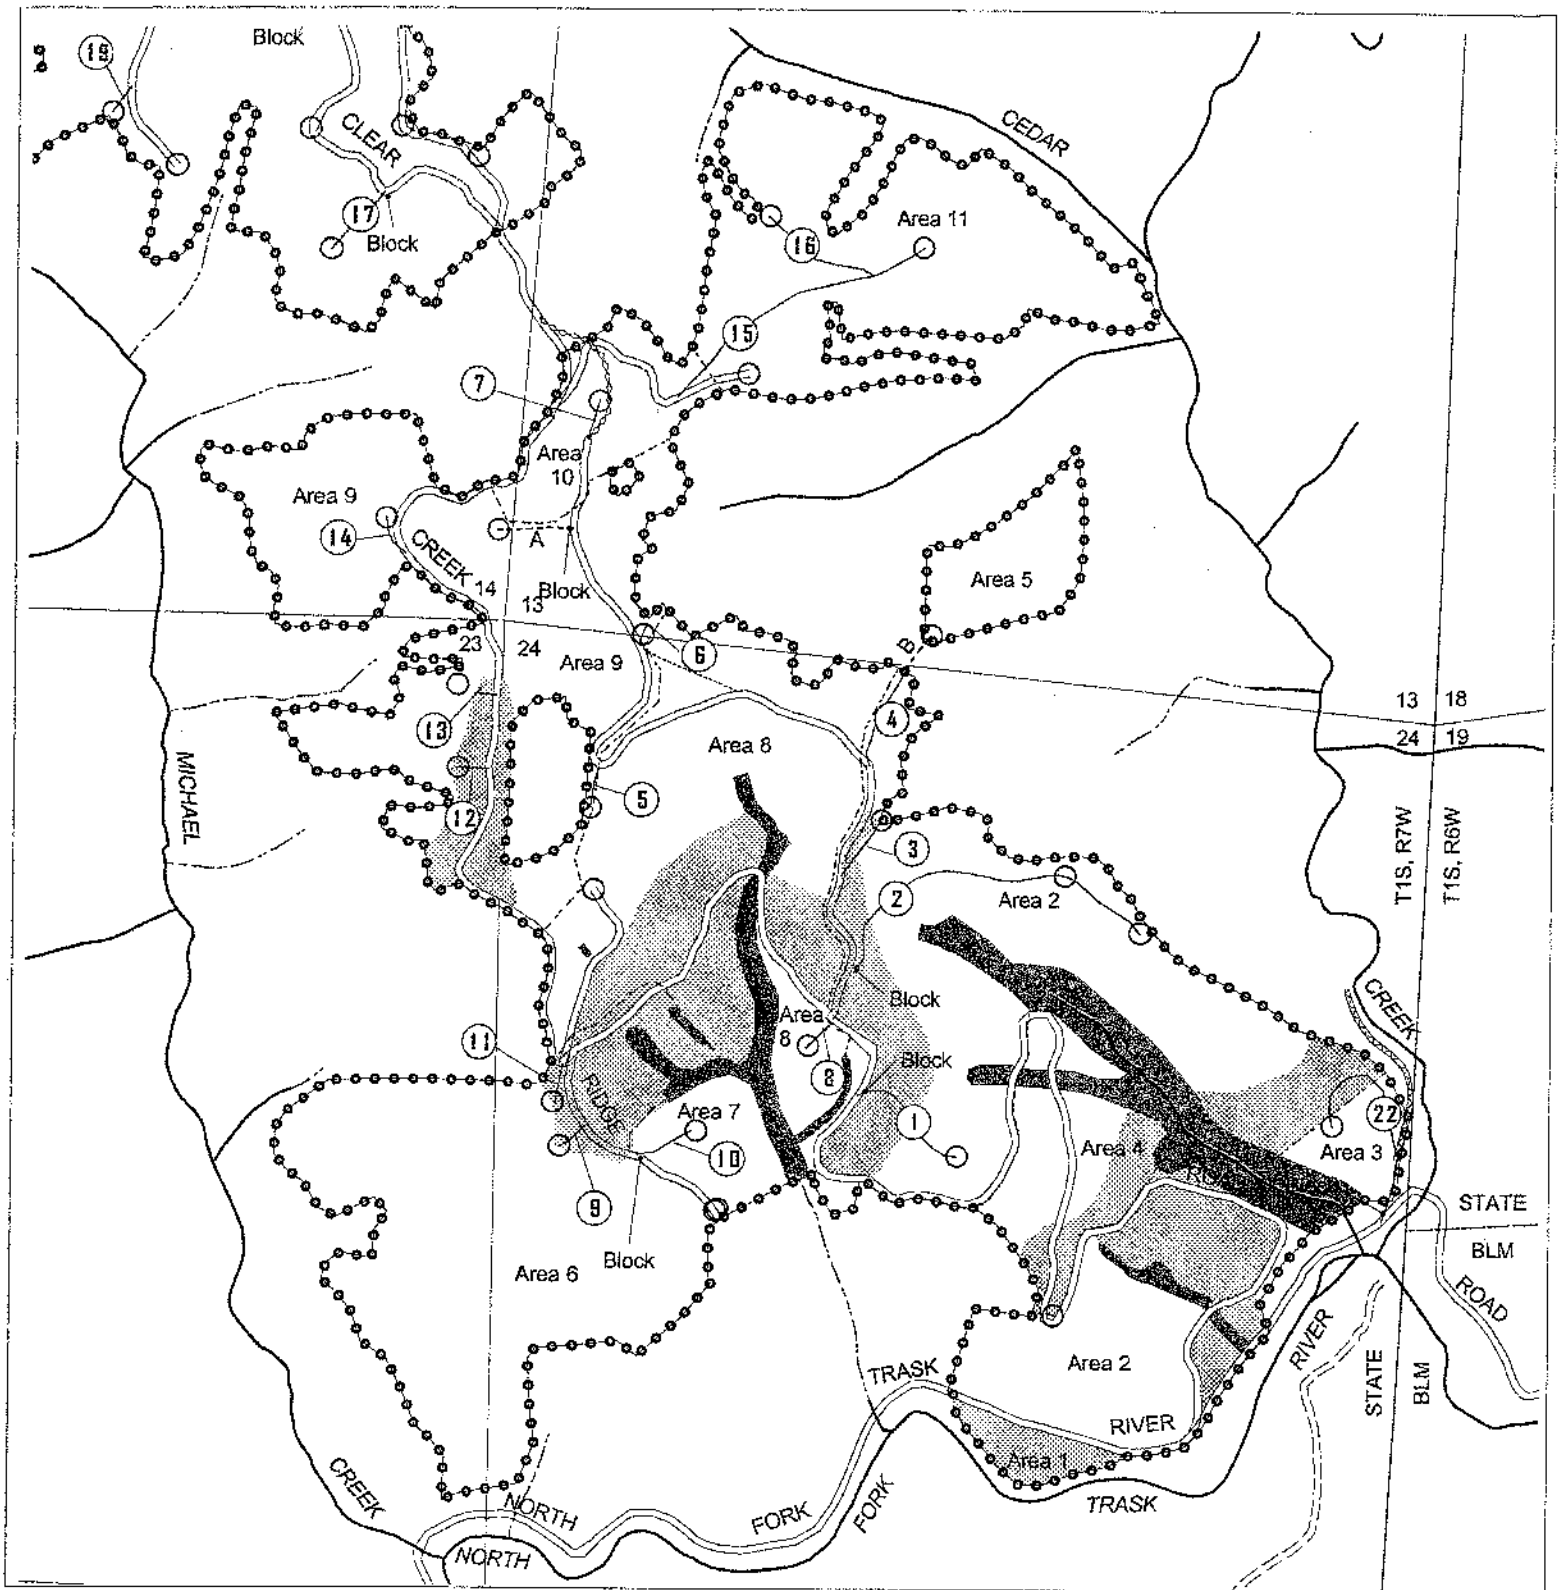 Block
19
CLEAR
CEDAR
17
Block
Area 11
16
15
7
Area
10
Area 9
14
A
CREEK
14
13
Block
Area 5
B
23
24
Area 9
6
13
4
13
18
24
19
Area 8
MICHAEL
5
12
3
T1S, R7W
T1S, R6W
2
Area 2
Block
CREEK
Area
8
11
8
Block
RIDGE
Area 7
1
22
10
Area 4
Area 3
9
STATE
BLM
Block
Area 6
ROAD
RIVER
Area 2
TRASK
STATE
BLM
RIVER
Area 1
CREEK
NORTH
FORK
FORK
TRASK
NORTH